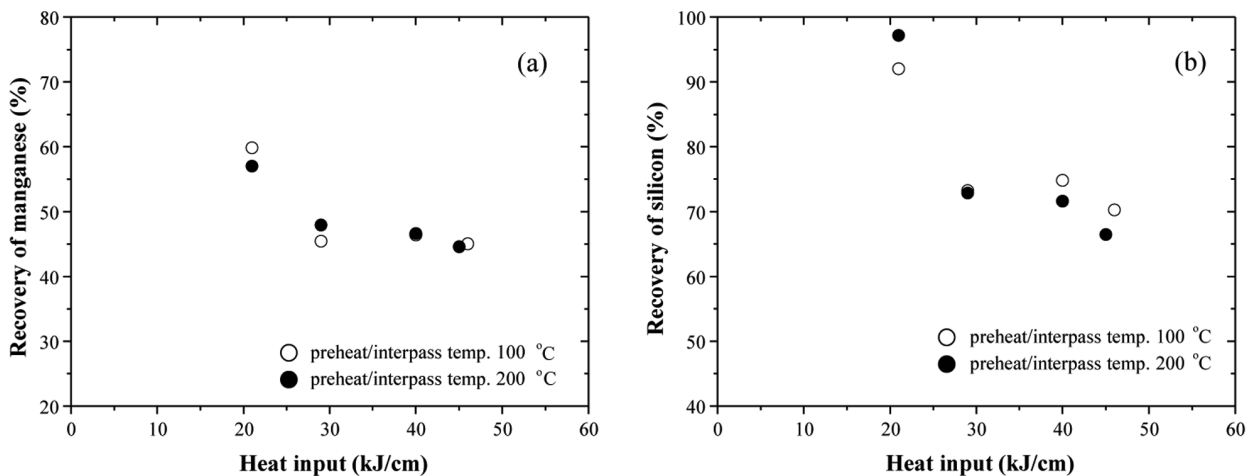 80
70
60
50
40
30
20
0 10 20 30 40 50 60
Recovery of manganese (%)
Heat input (kJ/cm)
(a)
preheat/interpass temp. 100 °C
preheat/interpass temp. 200 °C
100
90
80
70
60
50
40
0 10 20 30 40 50 60
Recovery of silicon (%)
Heat input (kJ/cm)
(b)
preheat/interpass temp. 100 °C
preheat/interpass temp. 200 °C